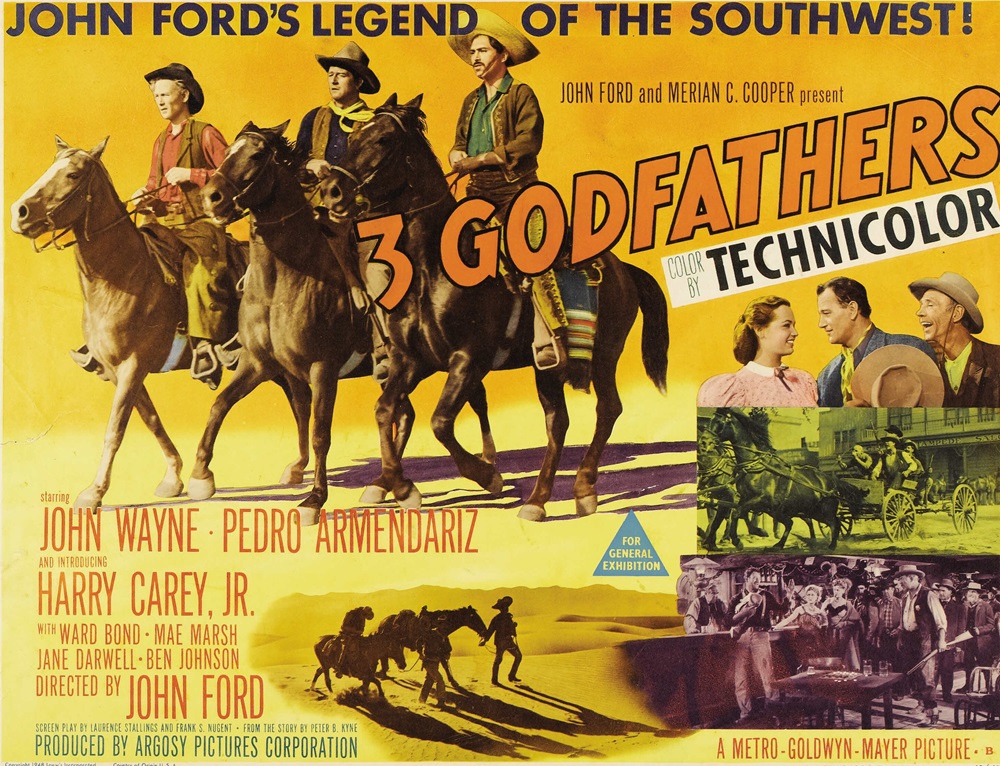 JOHN FORD'S LEGEND OF THE SOUTHWEST!
JOHN FORD and MERIAN C. COOPER present
3 GODFATHERS
COLOR BY TECHNICOLOR
starring
JOHN WAYNE · PEDRO ARMENDARIZ
AND INTRODUCING
HARRY CAREY, JR.
WITH WARD BOND · MAE MARSH
JANE DARWELL · BEN JOHNSON
DIRECTED BY JOHN FORD
SCREEN PLAY BY LAURENCE STALLINGS AND FRANK S. NUGENT · FROM THE STORY BY PETER B. KYNE
PRODUCED BY ARGOSY PICTURES CORPORATION
FOR
GENERAL
EXHIBITION
A METRO-GOLDWYN-MAYER PICTURE · B